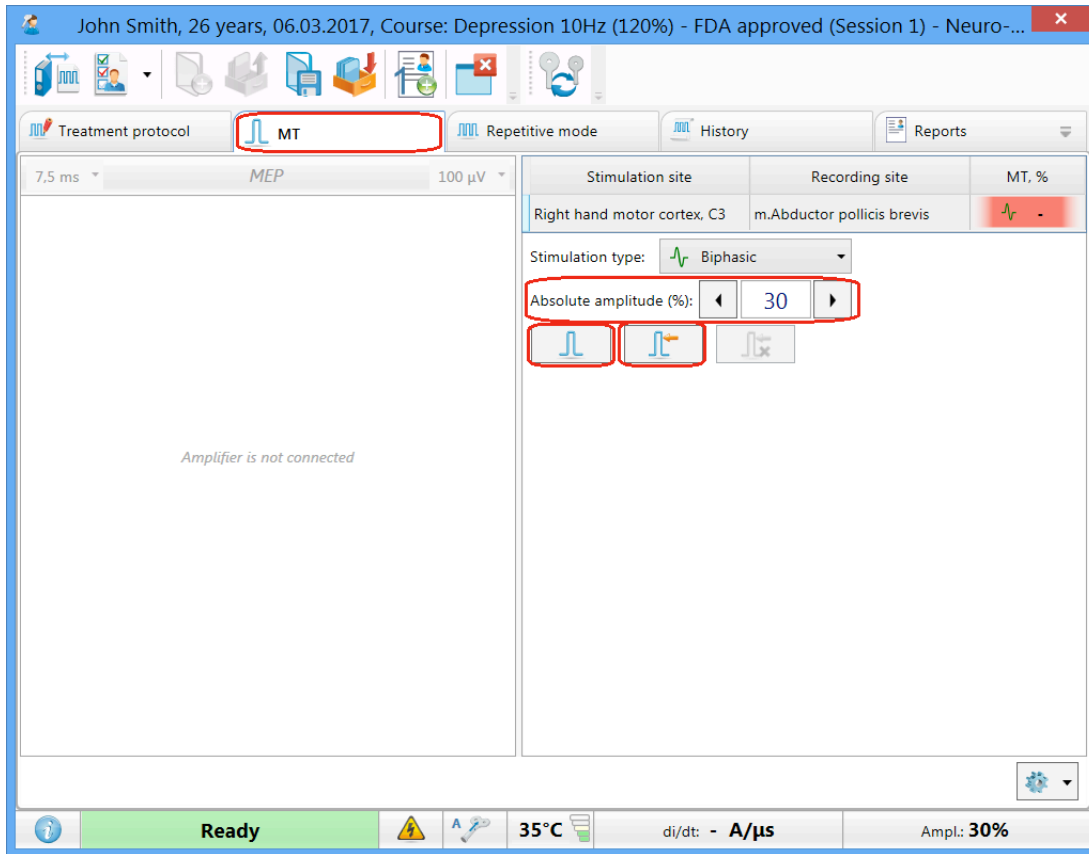 John Smith, 26 years, 06.03.2017, Course: Depression 10Hz (120%) - FDA approved (Session 1) - Neuro-...
Treatment protocol MT Repetitive mode History Reports
7,5 ms MEP 100 µV Stimulation site Recording site MT, %
Right hand motor cortex, C3 m.Abductor pollicis brevis -
Stimulation type: Biphasic
Absolute amplitude (%): 30
Amplifier is not connected
Ready A 35°C di/dt: - A/µs Ampl.: 30%